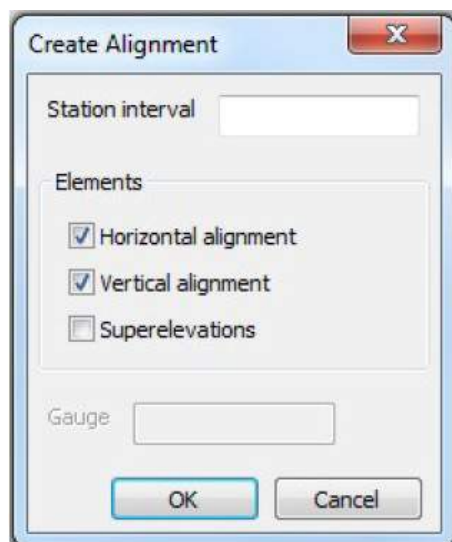 Create Alignment
Station interval
Elements
Horizontal alignment
Vertical alignment
Superelevations
Gauge
OK Cancel